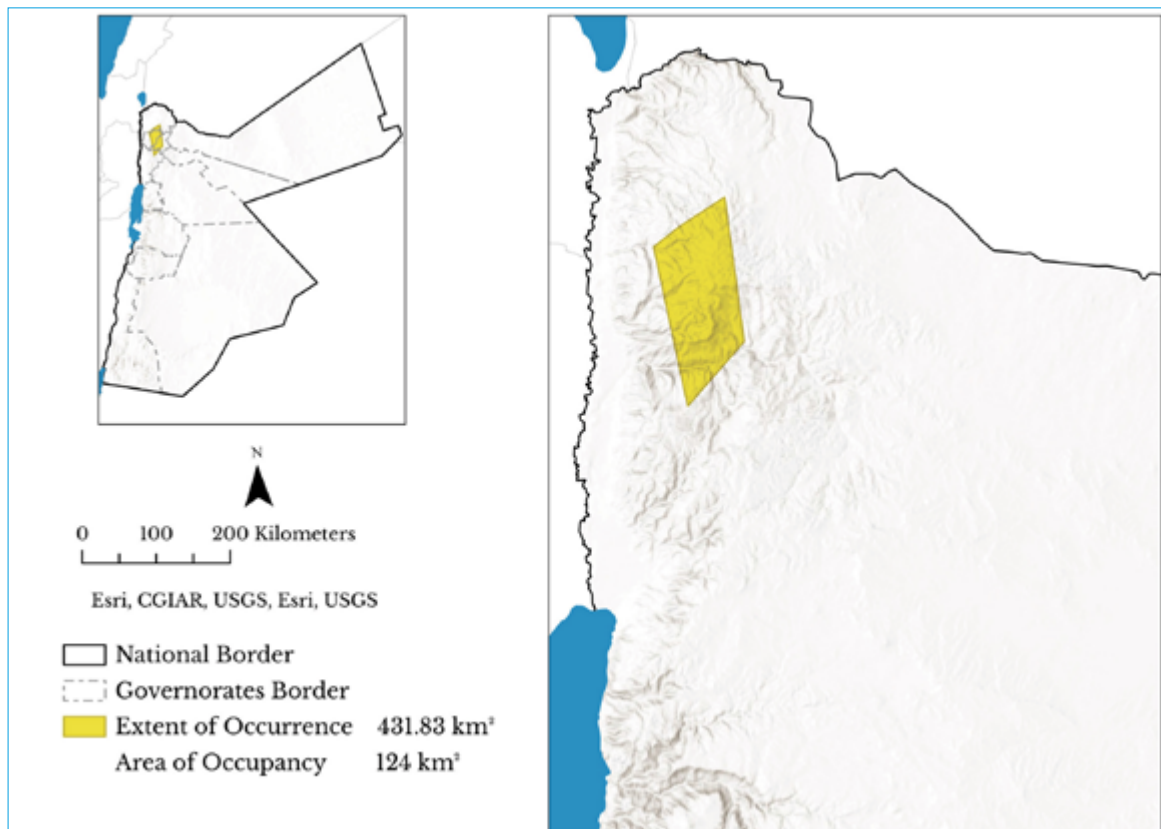 N
0 100 200 Kilometers
Esri, CGIAR, USGS, Esri, USGS
National Border
Governorates Border
Extent of Occurrence 431.83 km²
Area of Occupancy 124 km²